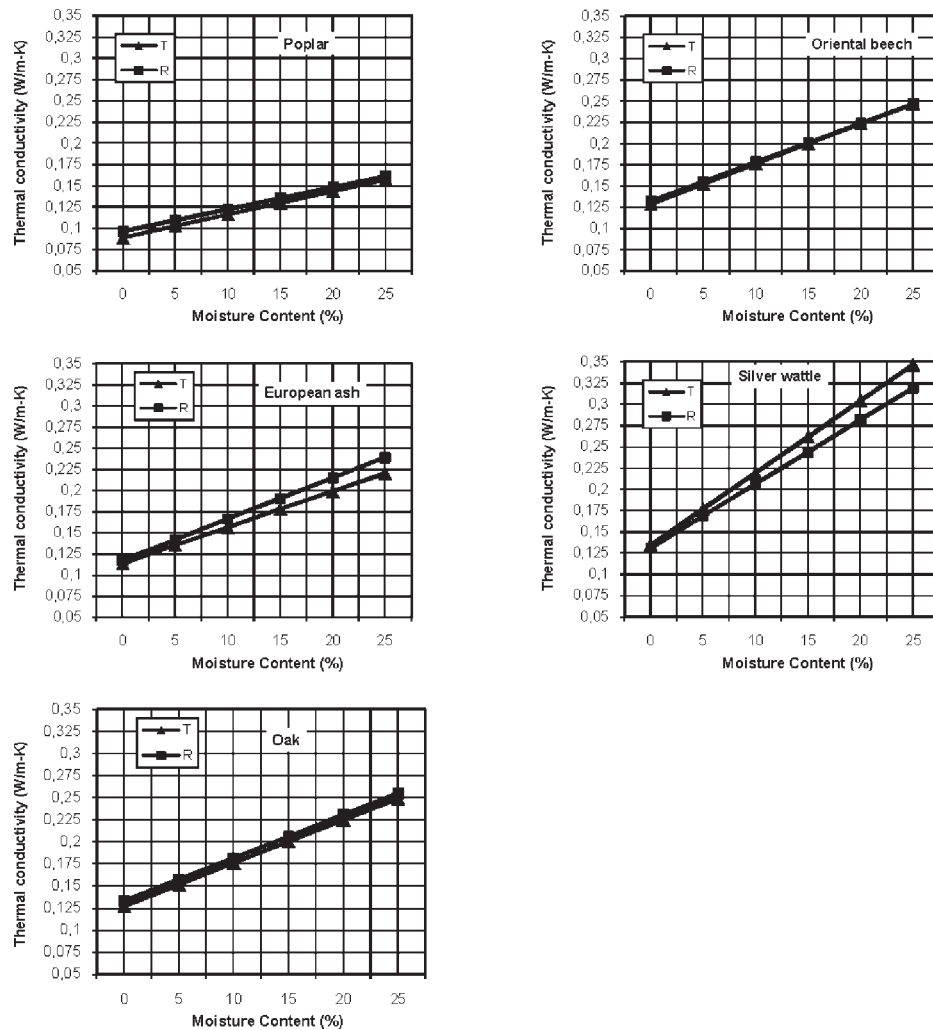 Thermal conductivity (W/m-K)
0,35
0,325
0,3
0,275
0,25
0,225
0,2
0,175
0,15
0,125
0,1
0,075
0,05
T
R
Poplar
0 5 10 15 20 25
Moisture Content (%)
Thermal conductivity (W/m-K)
0,35
0,325
0,3
0,275
0,25
0,225
0,2
0,175
0,15
0,125
0,1
0,075
0,05
T
R
Oriental beech
0 5 10 15 20 25
Moisture Content (%)
Thermal conductivity (W/m-K)
0,35
0,325
0,3
0,275
0,25
0,225
0,2
0,175
0,15
0,125
0,1
0,075
0,05
T
R
European ash
0 5 10 15 20 25
Moisture Content (%)
Thermal conductivity (W/m-K)
0,35
0,325
0,3
0,275
0,25
0,225
0,2
0,175
0,15
0,125
0,1
0,075
0,05
T
R
Silver wattle
0 5 10 15 20 25
Moisture Content (%)
Thermal conductivity (W/m-K)
0,35
0,325
0,3
0,275
0,25
0,225
0,2
0,175
0,15
0,125
0,1
0,075
0,05
T
R
Oak
0 5 10 15 20 25
Moisture Content (%)